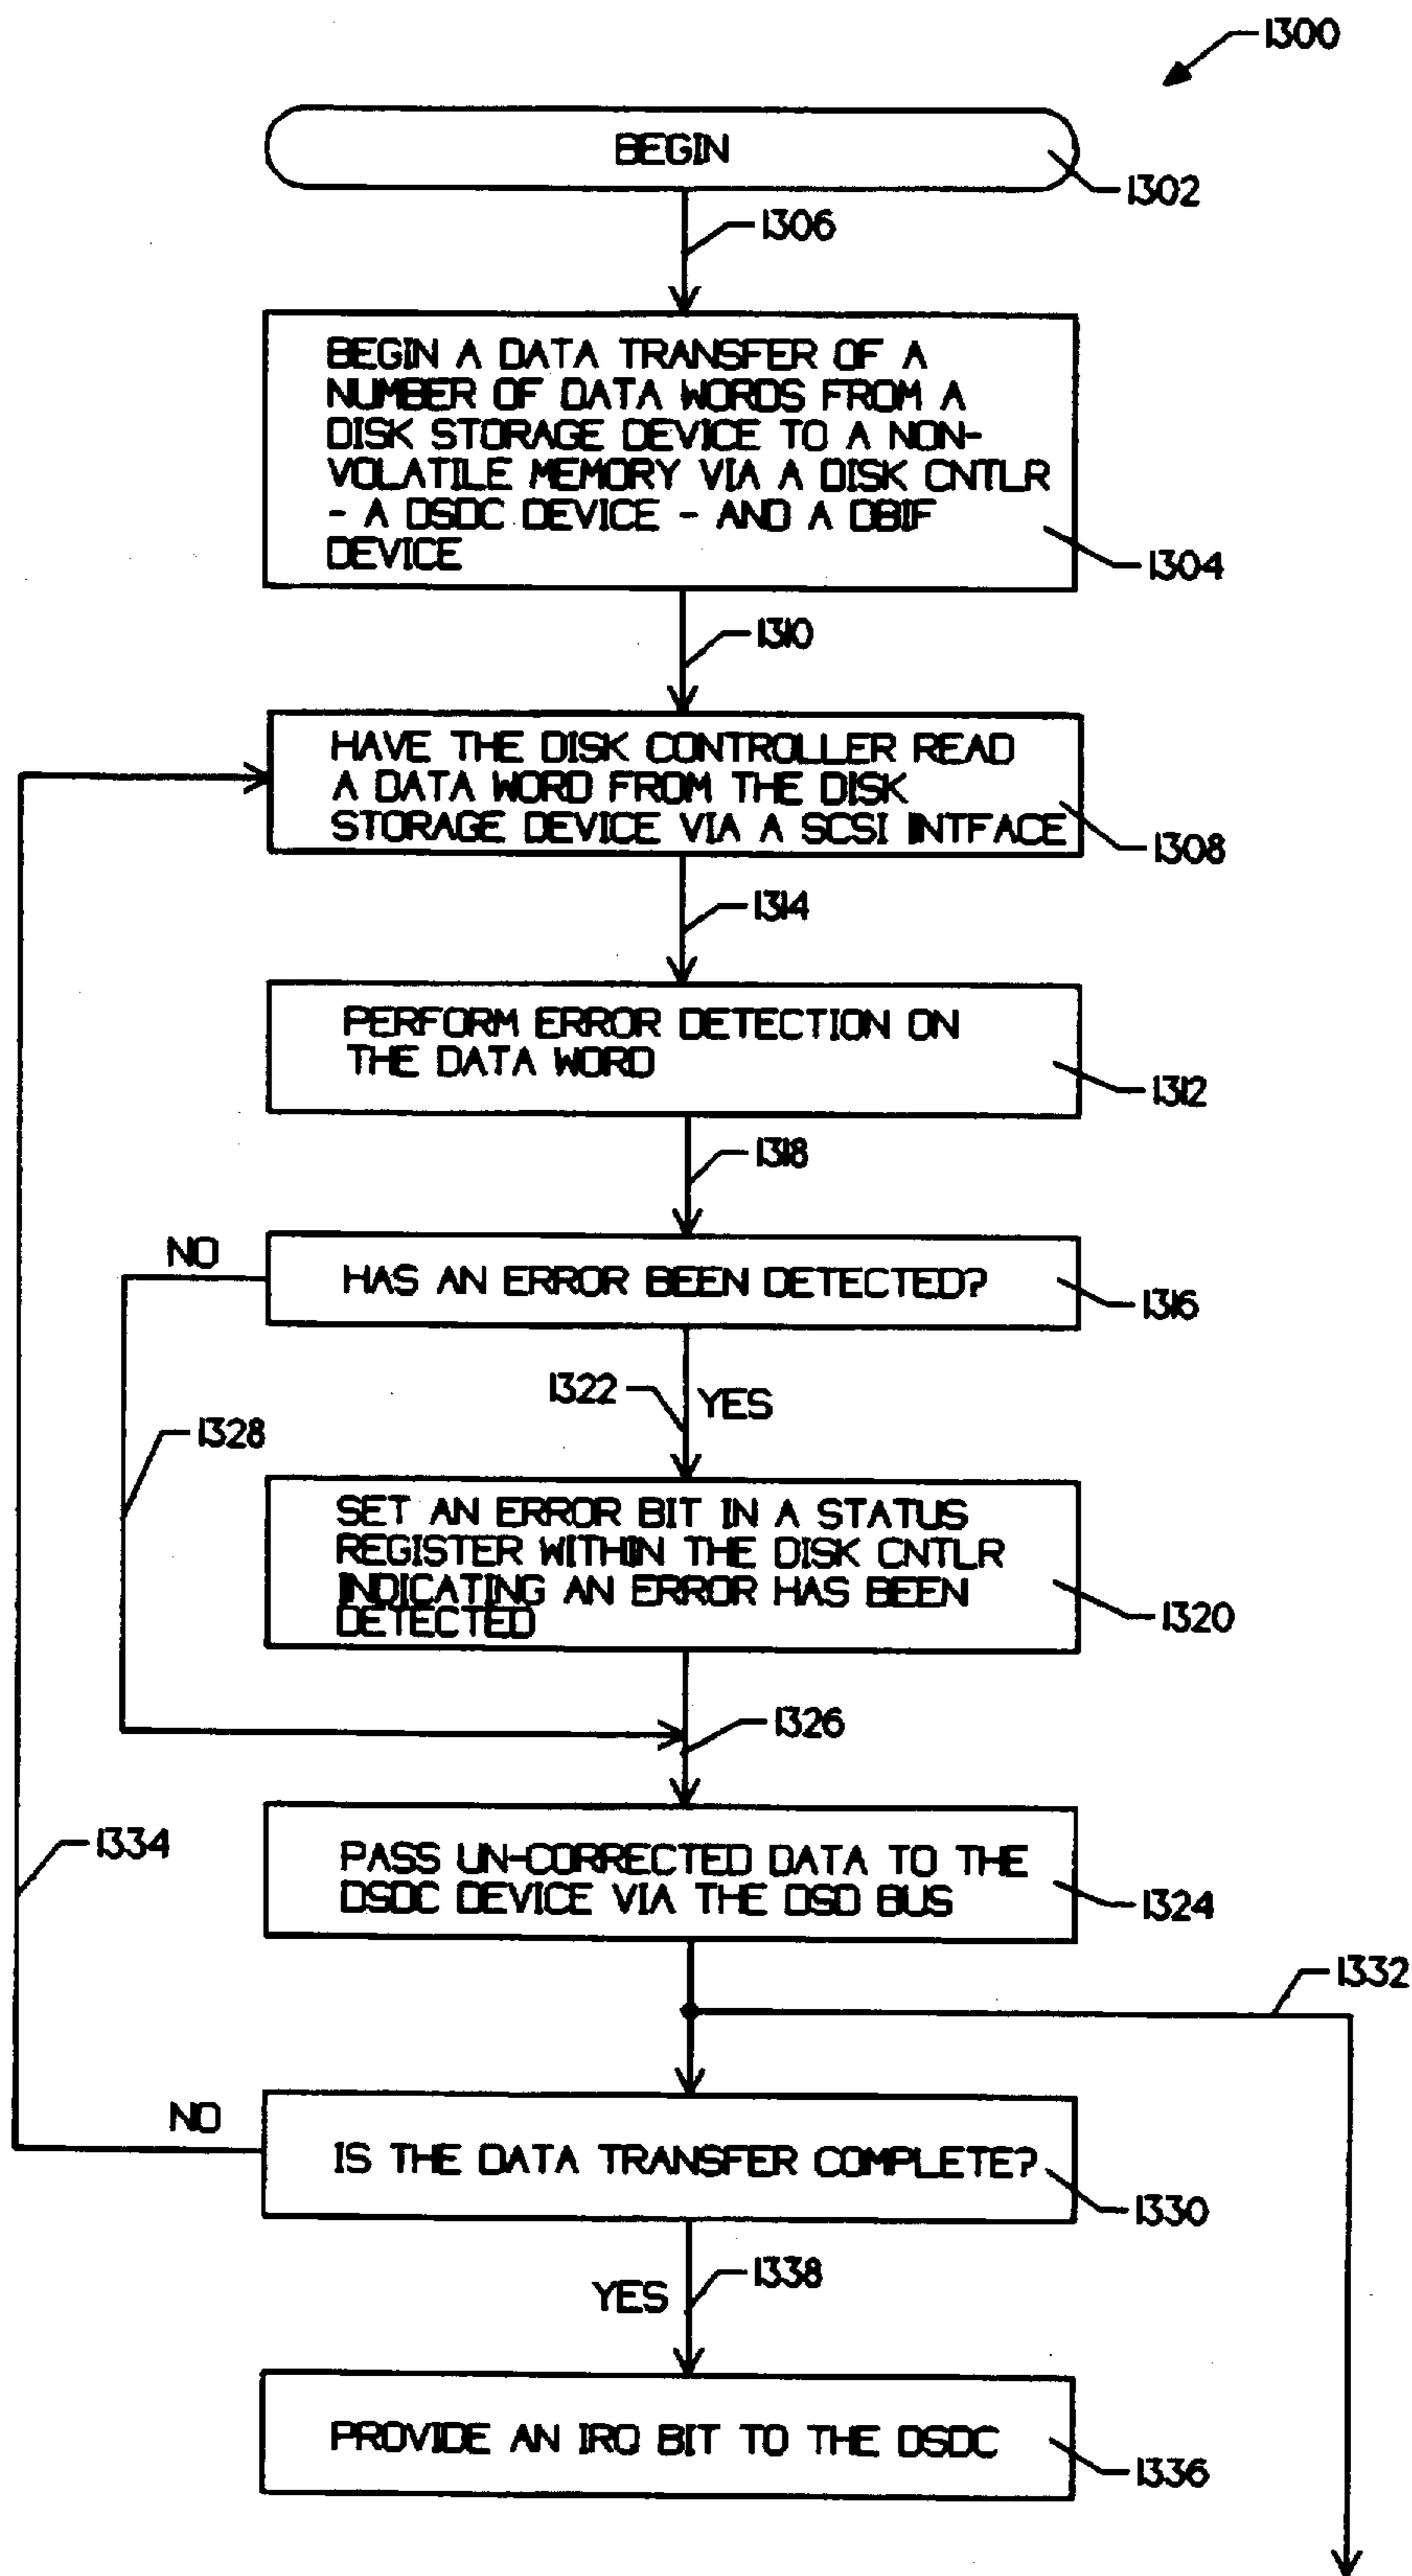 1300
BEGIN
1302
1306
BEGIN A DATA TRANSFER OF A
NUMBER OF DATA WORDS FROM A
DISK STORAGE DEVICE TO A NON-
VOLATILE MEMORY VIA A DISK CNTLR
- A DSDC DEVICE - AND A DBIF
DEVICE
1304
1310
HAVE THE DISK CONTROLLER READ
A DATA WORD FROM THE DISK
STORAGE DEVICE VIA A SCSI INTFACE
1308
1314
PERFORM ERROR DETECTION ON
THE DATA WORD
1312
1318
NO
HAS AN ERROR BEEN DETECTED?
1316
1322
YES
1328
SET AN ERROR BIT IN A STATUS
REGISTER WITHIN THE DISK CNTLR
INDICATING AN ERROR HAS BEEN
DETECTED
1320
1326
1334
PASS UN-CORRECTED DATA TO THE
DSDC DEVICE VIA THE DSD BUS
1324
1332
NO
IS THE DATA TRANSFER COMPLETE?
1330
1338
YES
PROVIDE AN IRQ BIT TO THE DSDC
1336